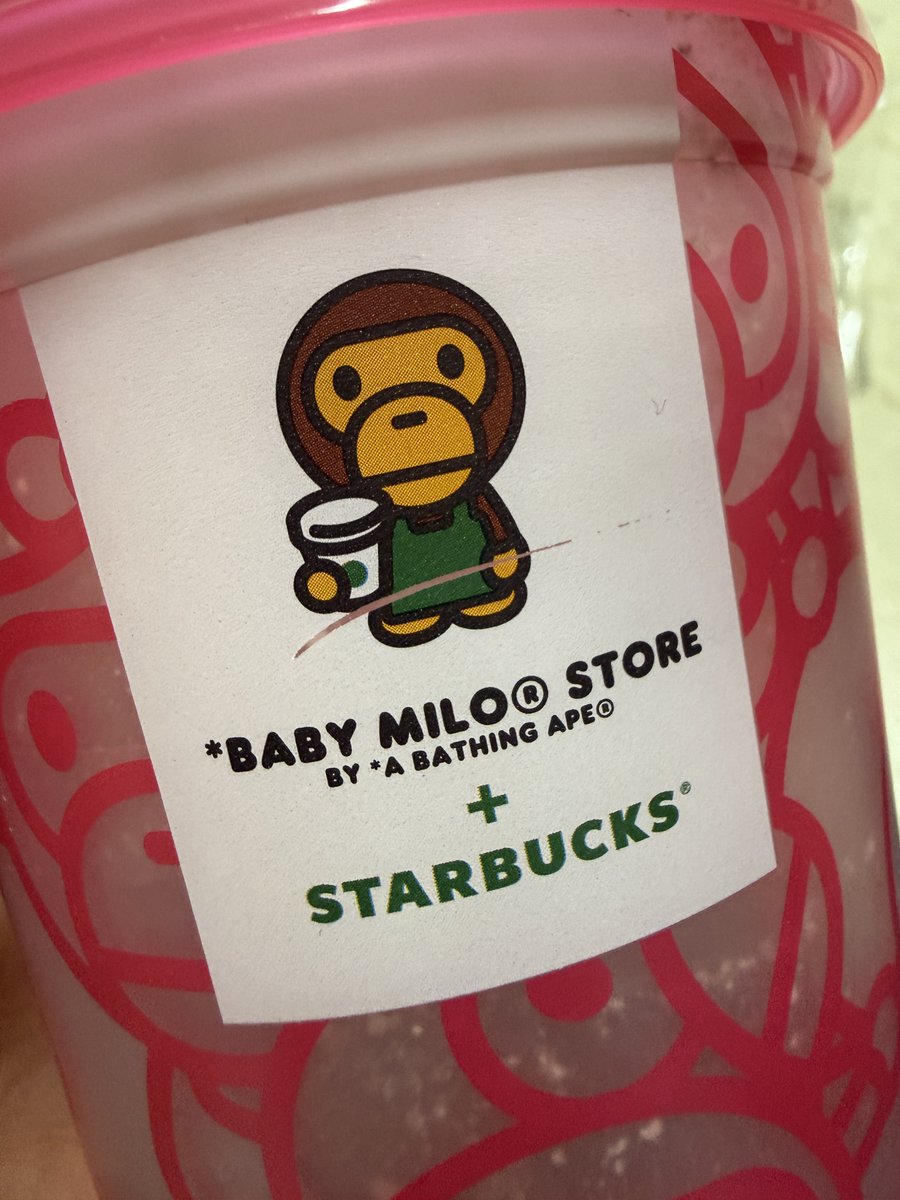 *BABY MILO® STORE
BY *A BATHING APE®
+
STARBUCKS®